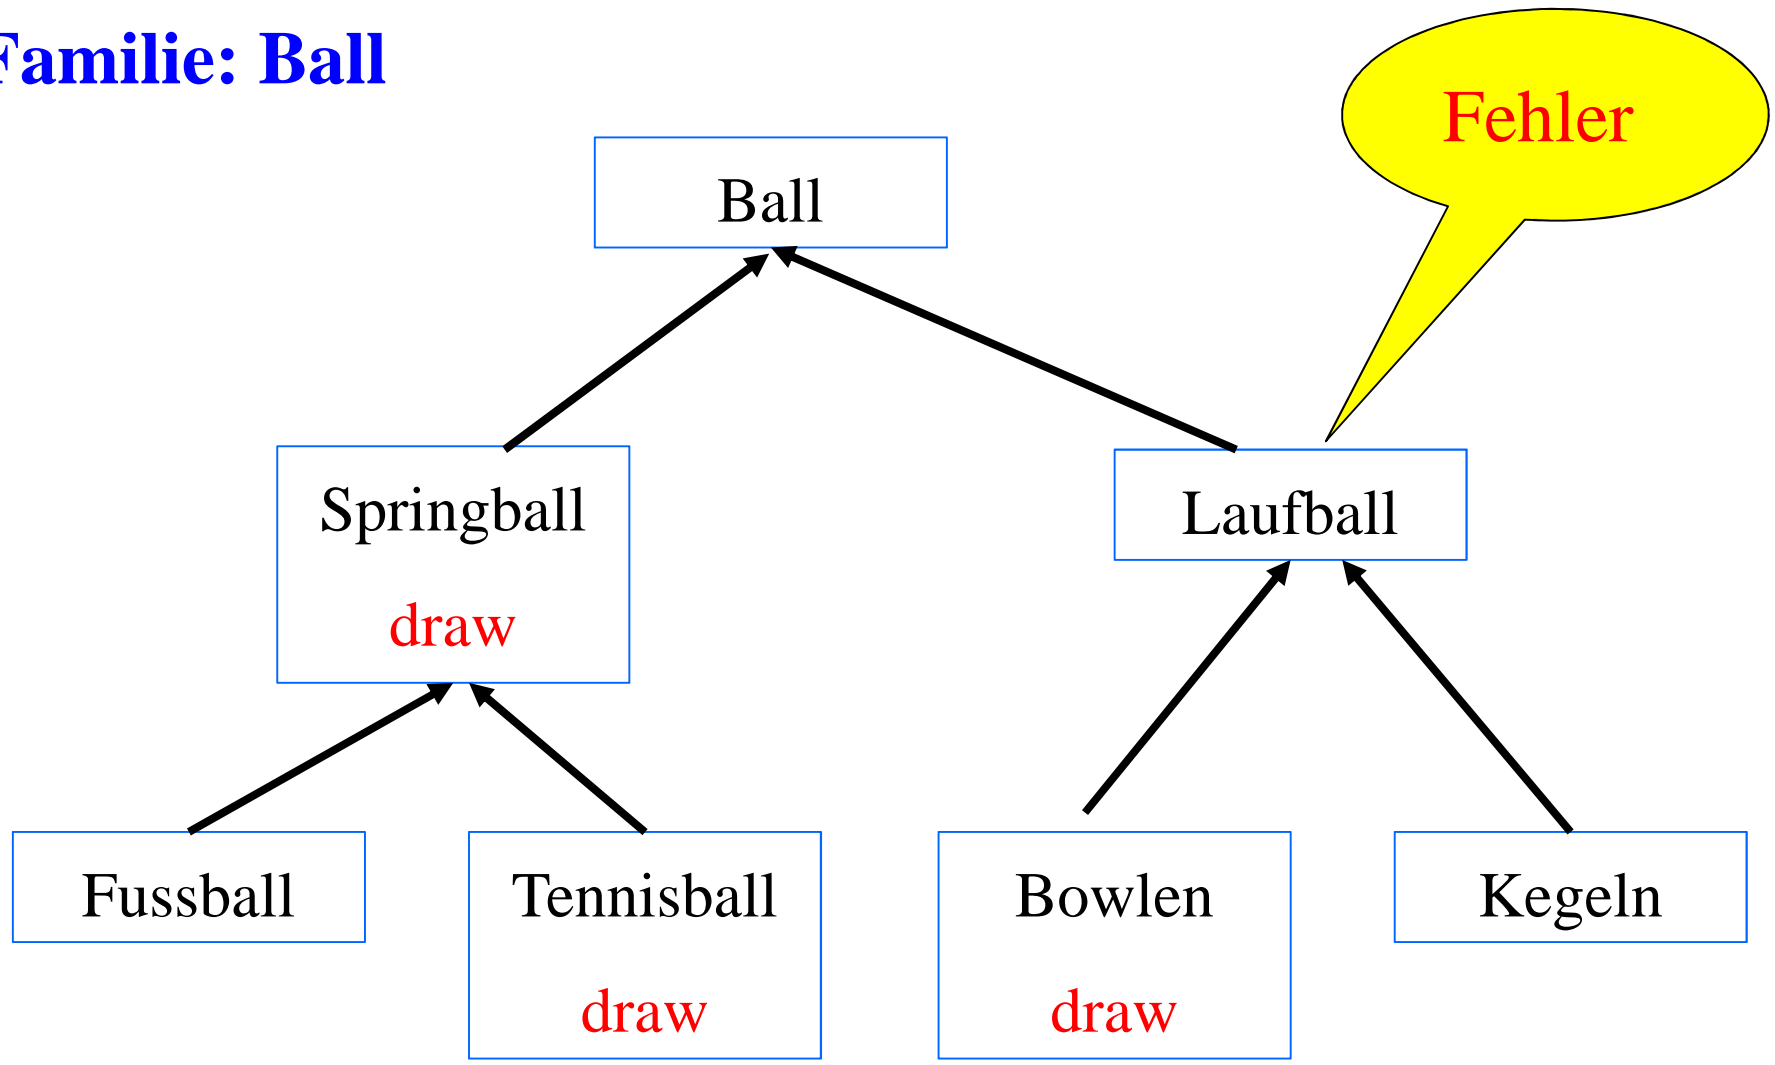 Familie: Ball
Fehler
Ball
Springball
draw
Laufball
Fussball
Tennisball
draw
Bowlen
draw
Kegeln